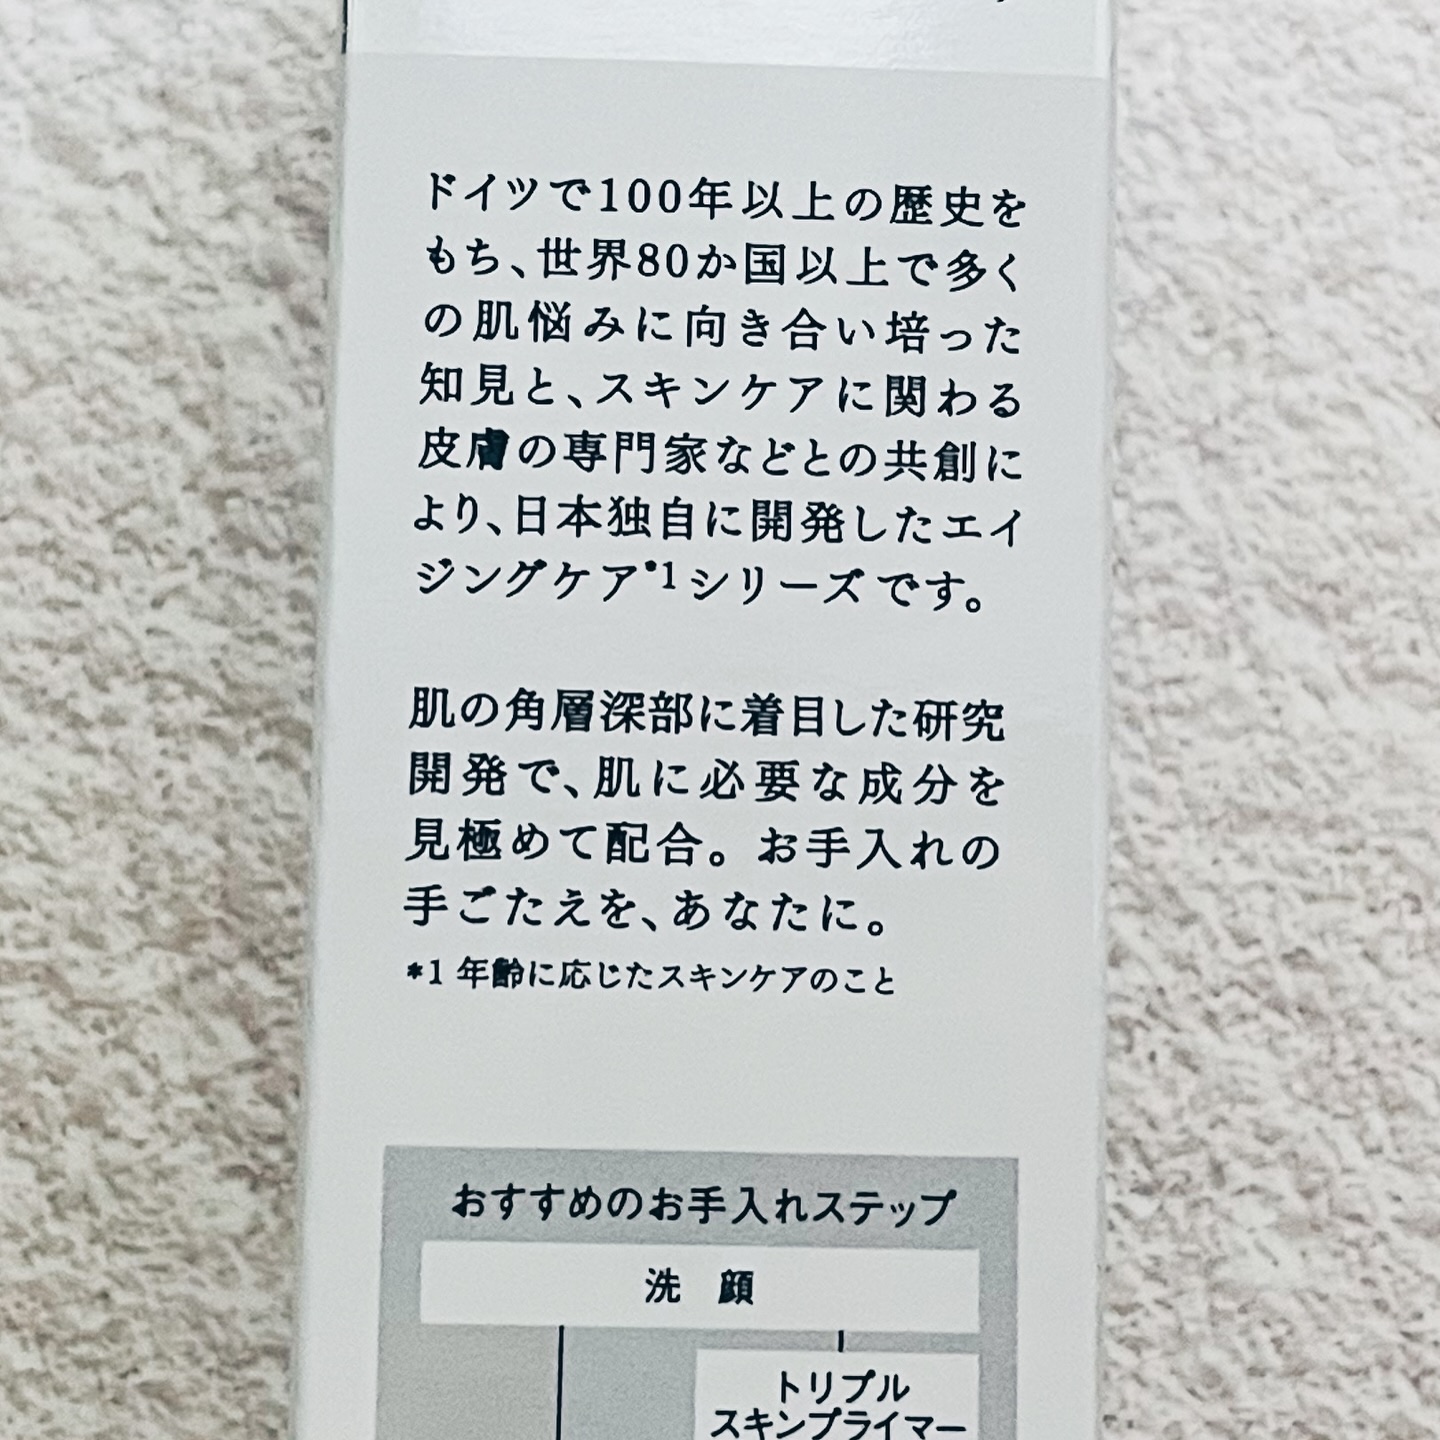 ドイツで100年以上の歴史を
もち、世界80か国以上で多く
の肌悩みに向き合い培った
知見と、スキンケアに関わる
皮膚の専門家などとの共創に
より、日本独自に開発したエイ
ジングケア*1シリーズです。
肌の角層深部に着目した研究
開発で、肌に必要な成分を
見極めて配合。お手入れの
手ごたえを、あなたに。
*1 年齢に応じたスキンケアのこと
おすすめのお手入れステップ
洗 顔
トリプル
スキンプライマー